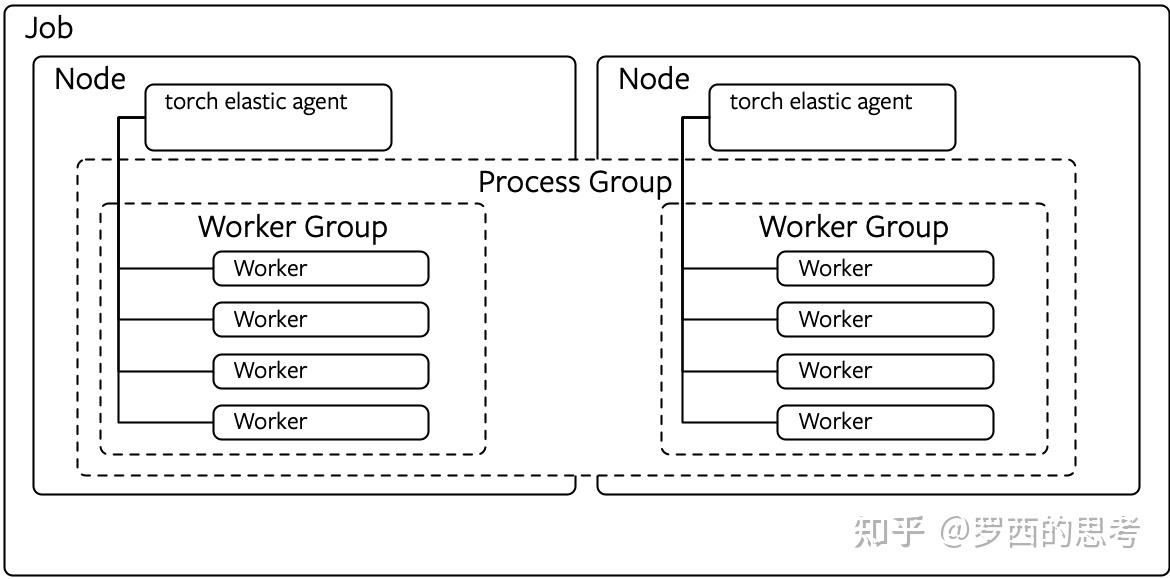 Job
Node
torch elastic agent
Node
torch elastic agent
Process Group
Worker Group
Worker
Worker
Worker
Worker
Worker Group
Worker
Worker
Worker
Worker
知乎 @罗西的思考